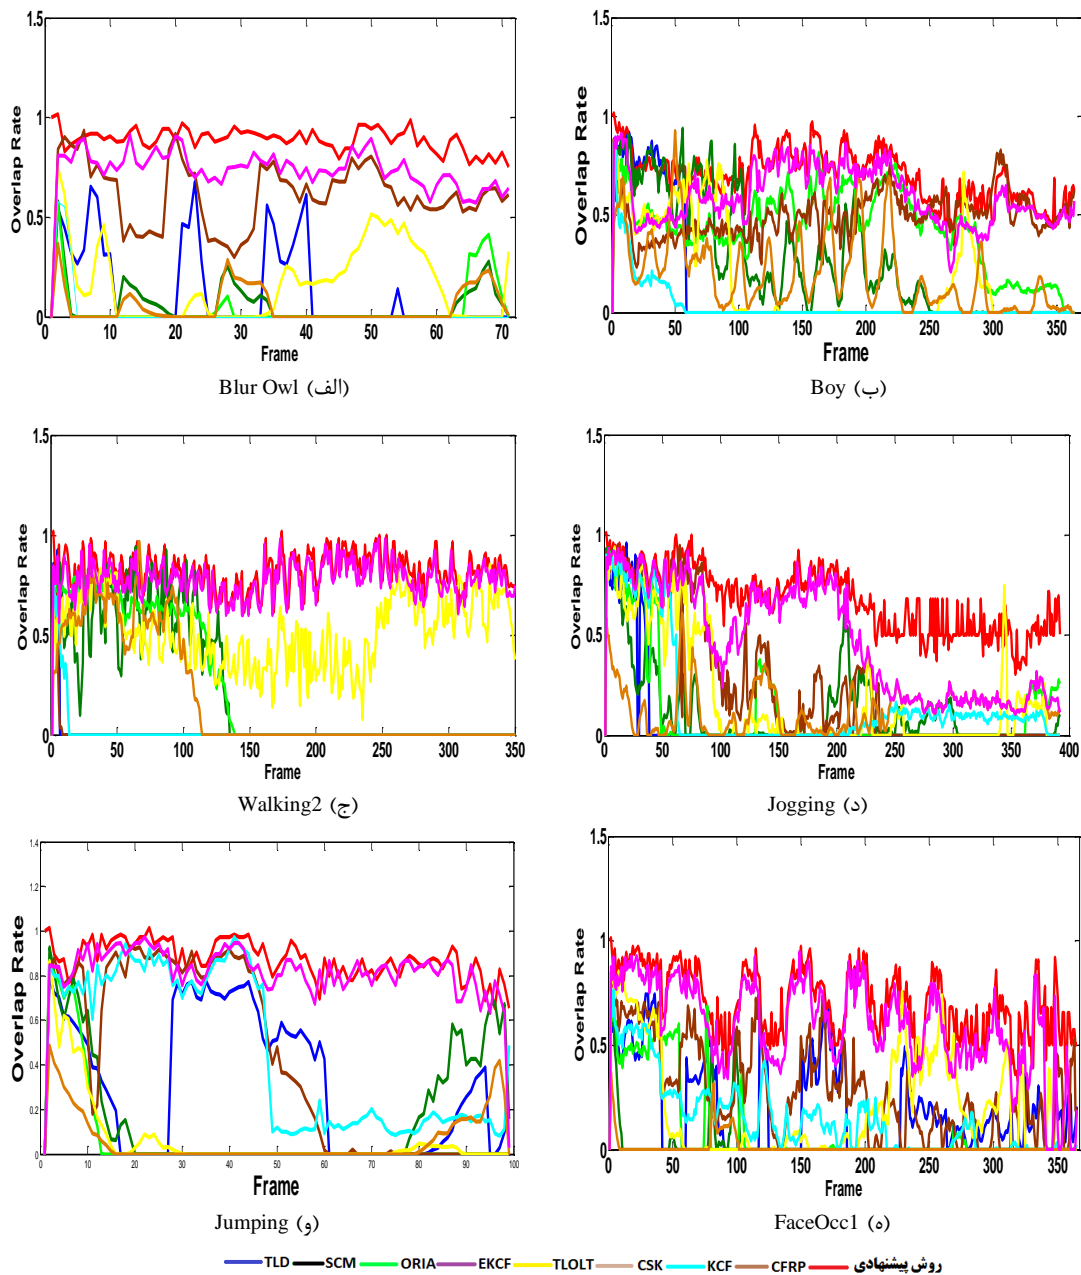 1.5
1
0.5
0
0 10 20 30 40 50 60 70
Overlap Rate
Frame
Blur Owl (الف)
1.5
1
0.5
0
0 50 100 150 200 250 300 350
Overlap Rate
Frame
Boy (ب)
1.5
1
0.5
0
0 50 100 150 200 250 300 350
Overlap Rate
Frame
Walking2 (ج)
1.5
1
0.5
0
0 50 100 150 200 250 300 350 400
Overlap Rate
Frame
Jogging (د)
1.4
1.2
1
0.8
0.6
0.4
0.2
0
0 10 20 30 40 50 60 70 80 90 100
Overlap Rate
Frame
Jumping (و)
1.5
1
0.5
0
50 100 150 200 250 300 350
Overlap Rate
Frame
FaceOcc1 (ه)
TLD SCM ORIA EKCF TLOLT CSK KCF CFRP روش پیشنهادی